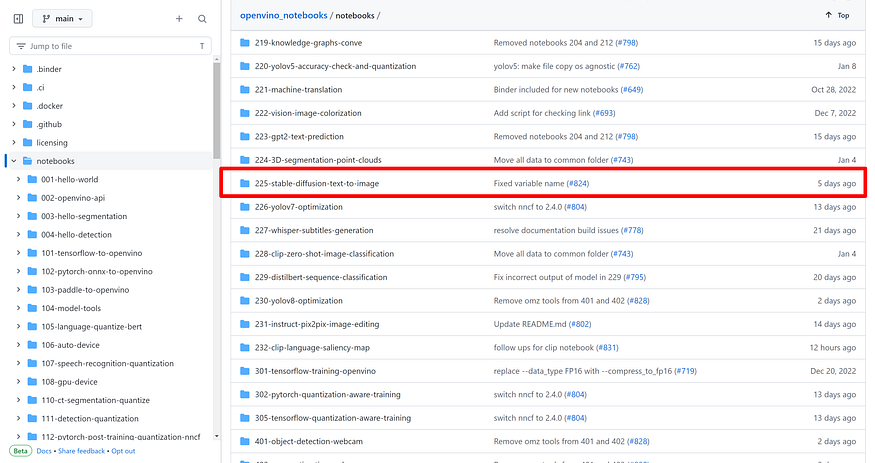 main
Jump to file
T
.binder
.ci
.docker
.github
licensing
notebooks
001-hello-world
002-openvino-api
003-hello-segmentation
004-hello-detection
101-tensorflow-to-openvino
102-pytorch-onnx-to-openvino
103-paddle-to-openvino
104-model-tools
105-language-quantize-bert
106-auto-device
107-speech-recognition-quantization
108-gpu-device
110-ct-segmentation-quantize
111-detection-quantization
112-pytorch-post-training-quantization-nncf
Beta Docs • Share feedback • Opt out
openvino_notebooks / notebooks / Top
219-knowledge-graphs-conve Removed notebooks 204 and 212 (#798) 15 days ago
220-yolov5-accuracy-check-and-quantization yolov5: make file copy os agnostic (#762) Jan 8
221-machine-translation Binder included for new notebooks (#649) Oct 28, 2022
222-vision-image-colorization Add script for checking link (#693) Dec 7, 2022
223-gpt2-text-prediction Removed notebooks 204 and 212 (#798) 15 days ago
224-3D-segmentation-point-clouds Move all data to common folder (#743) Jan 4
225-stable-diffusion-text-to-image Fixed variable name (#824) 5 days ago
226-yolov7-optimization switch nncf to 2.4.0 (#804) 13 days ago
227-whisper-subtitles-generation resolve documentation build issues (#778) 21 days ago
228-clip-zero-shot-image-classification Move all data to common folder (#743) Jan 4
229-distilbert-sequence-classification Fix incorrect output of model in 229 (#795) 20 days ago
230-yolov8-optimization Remove omz tools from 401 and 402 (#828) 2 days ago
231-instruct-pix2pix-image-editing Update README.md (#802) 14 days ago
232-clip-language-saliency-map follow ups for clip notebook (#831) 12 hours ago
301-tensorflow-training-openvino replace --data_type FP16 with --compress_to_fp16 (#719) Dec 20, 2022
302-pytorch-quantization-aware-training switch nncf to 2.4.0 (#804) 13 days ago
305-tensorflow-quantization-aware-training switch nncf to 2.4.0 (#804) 13 days ago
401-object-detection-webcam Remove omz tools from 401 and 402 (#828) 2 days ago